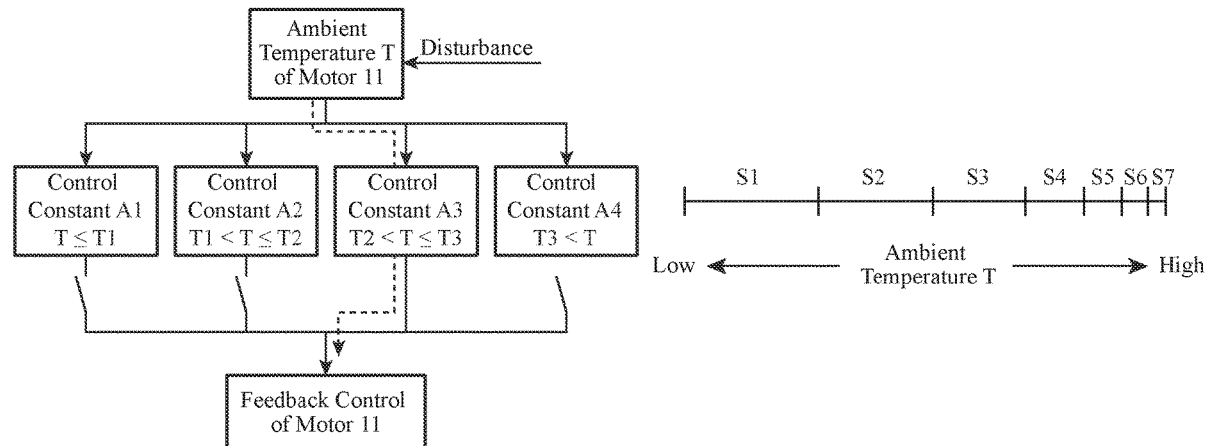 Ambient
Temperature T
of Motor 11
Disturbance
Control
Constant A1
T ≤ T1
Control
Constant A2
T1 < T ≤ T2
Control
Constant A3
T2 < T ≤ T3
Control
Constant A4
T3 < T
Feedback Control
of Motor 11
S1 S2 S3 S4 S5 S6 S7
Low
Ambient
Temperature T
High